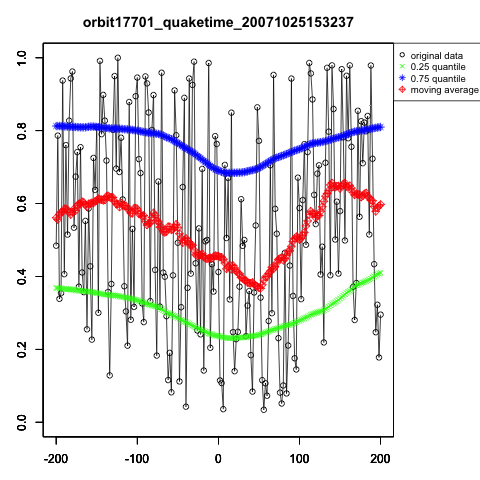 orbit17701_quaketime_20071025153237
original data
0.25 quantile
0.75 quantile
moving average
1.0
0.8
0.6
0.4
0.2
0.0
-200 -100 0 100 200